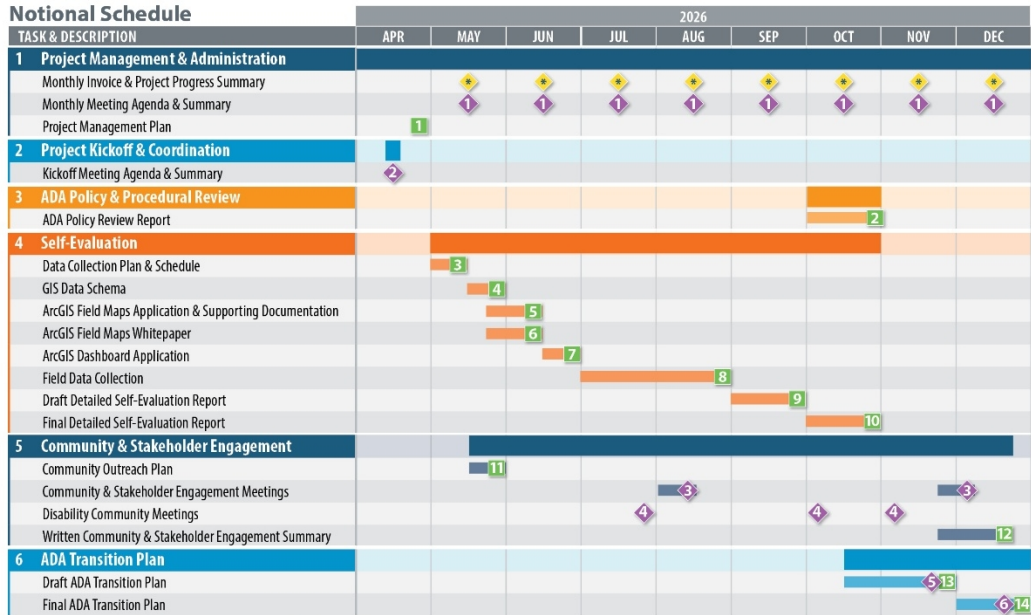 Notional Schedule
2026
TASK & DESCRIPTION APR MAY JUN JUL AUG SEP OCT NOV DEC
1 Project Management & Administration
Monthly Invoice & Project Progress Summary * * * * * * * *
Monthly Meeting Agenda & Summary 1 1 1 1 1 1 1 1
Project Management Plan 1
2 Project Kickoff & Coordination
Kickoff Meeting Agenda & Summary 2
3 ADA Policy & Procedural Review
ADA Policy Review Report 2
4 Self-Evaluation
Data Collection Plan & Schedule 3
GIS Data Schema 4
ArcGIS Field Maps Application & Supporting Documentation 5
ArcGIS Field Maps Whitepaper 6
ArcGIS Dashboard Application 7
Field Data Collection 8
Draft Detailed Self-Evaluation Report 9
Final Detailed Self-Evaluation Report 10
5 Community & Stakeholder Engagement
Community Outreach Plan 11
Community & Stakeholder Engagement Meetings 3 3
Disability Community Meetings 4 4 4
Written Community & Stakeholder Engagement Summary 12
6 ADA Transition Plan
Draft ADA Transition Plan 5 13
Final ADA Transition Plan 6 14